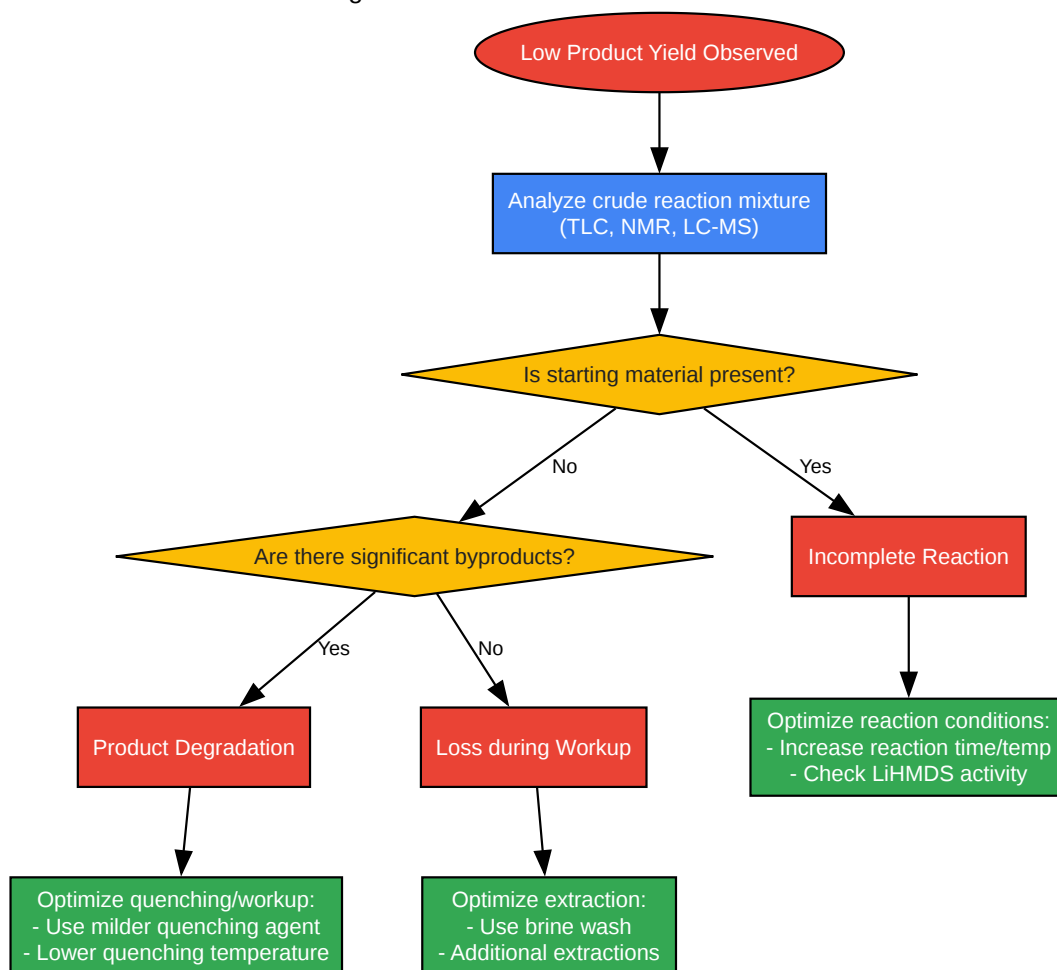 Low Product Yield Observed
Analyze crude reaction mixture
(TLC, NMR, LC-MS)
Is starting material present?
No
Yes
Are there significant byproducts?
Incomplete Reaction
Yes
No
Product Degradation
Loss during Workup
Optimize reaction conditions:
- Increase reaction time/temp
- Check LiHMDS activity
Optimize quenching/workup:
- Use milder quenching agent
- Lower quenching temperature
Optimize extraction:
- Use brine wash
- Additional extractions